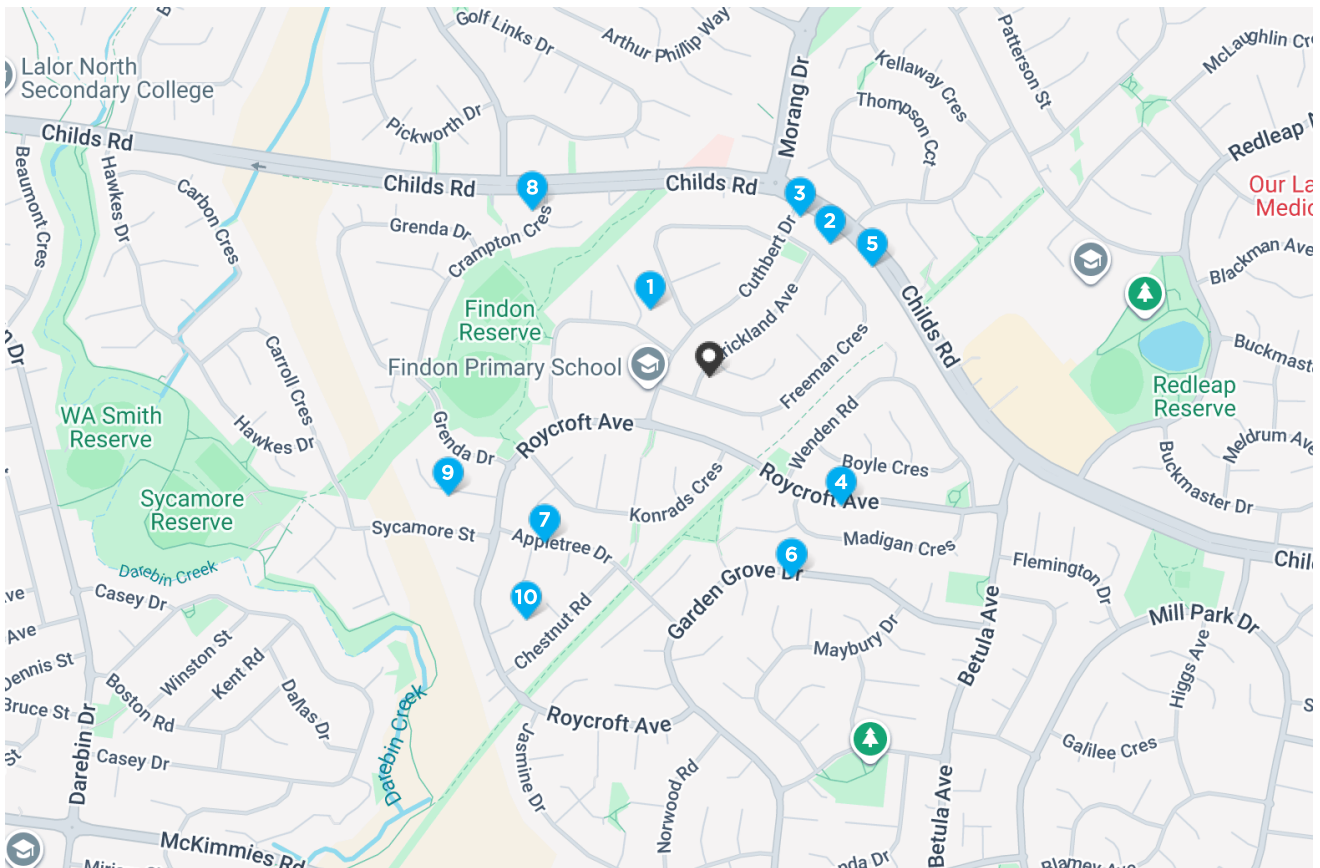 Golf Links Dr
Arthur Phillip Way
Patterson St
McLaughlin Cr
Lalor North
Secondary College
Kellaway Cres
Morang Dr
Thompson Cct
Pickworth Dr
Childs Rd
Redleap
Beaumont Cres
Hawkes Dr
Carbon Cres
Childs Rd
8
Childs Rd
3
Our La
Medic
Grenda Dr
Crampton Cres
2
5
Cuthbert Dr
Blackman Ave
1
Findon
Reserve
Strickland Ave
Childs Rd
Carroll Cres
Findon Primary School
Freeman Cres
Buckmast
Redleap
Reserve
WA Smith
Reserve
Hawkes Dr
Grenda Dr
Roycroft Ave
Wenden Rd
Meldrum Ave
Boyle Cres
9
Konrads Cres
Roycroft Ave
4
Buckmaster Dr
Sycamore
Reserve
7
Sycamore St
Appletree Dr
Madigan Cres
6
Flemington Dr
Chil
Darebin Creek
Garden Grove Dr
Casey Dr
10
Chestnut Rd
Betula Ave
Mill Park Dr
Ave
Winston St
Maybury Dr
Dennis St
Kent Rd
Higgs Ave
Bruce St
Boston Rd
Dallas Dr
Darebin Creek
Roycroft Ave
Casey Dr
Darebin Dr
Jasmine Dr
Galilee Cres
Norwood Rd
Betula Ave
McKimmies Rd
nda Dr
Blamey Ave